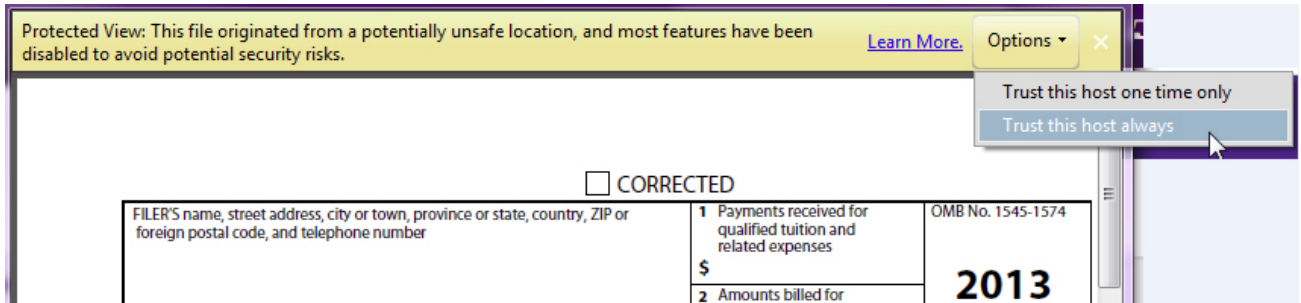 Protected View: This file originated from a potentially unsafe location, and most features have been
disabled to avoid potential security risks.
Learn More.
Options
Trust this host one time only
Trust this host always
CORRECTED
FILER'S name, street address, city or town, province or state, country, ZIP or
foreign postal code, and telephone number
1 Payments received for
qualified tuition and
related expenses
$
2 Amounts billed for
OMB No. 1545-1574
2013